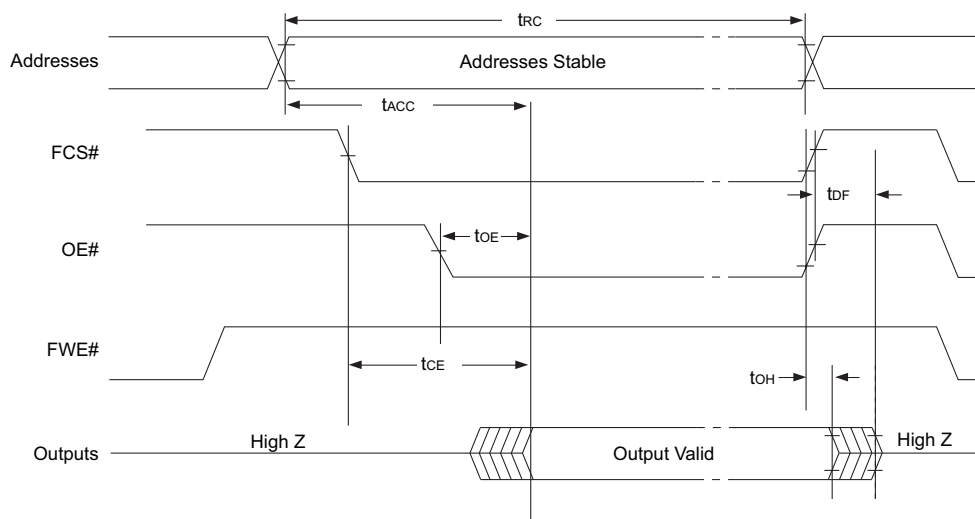 tRC
Addresses
Addresses Stable
tACC
FCS#
tDF
OE#
tOE
FWE#
tCE
tOH
Outputs
High Z
Output Valid
High Z